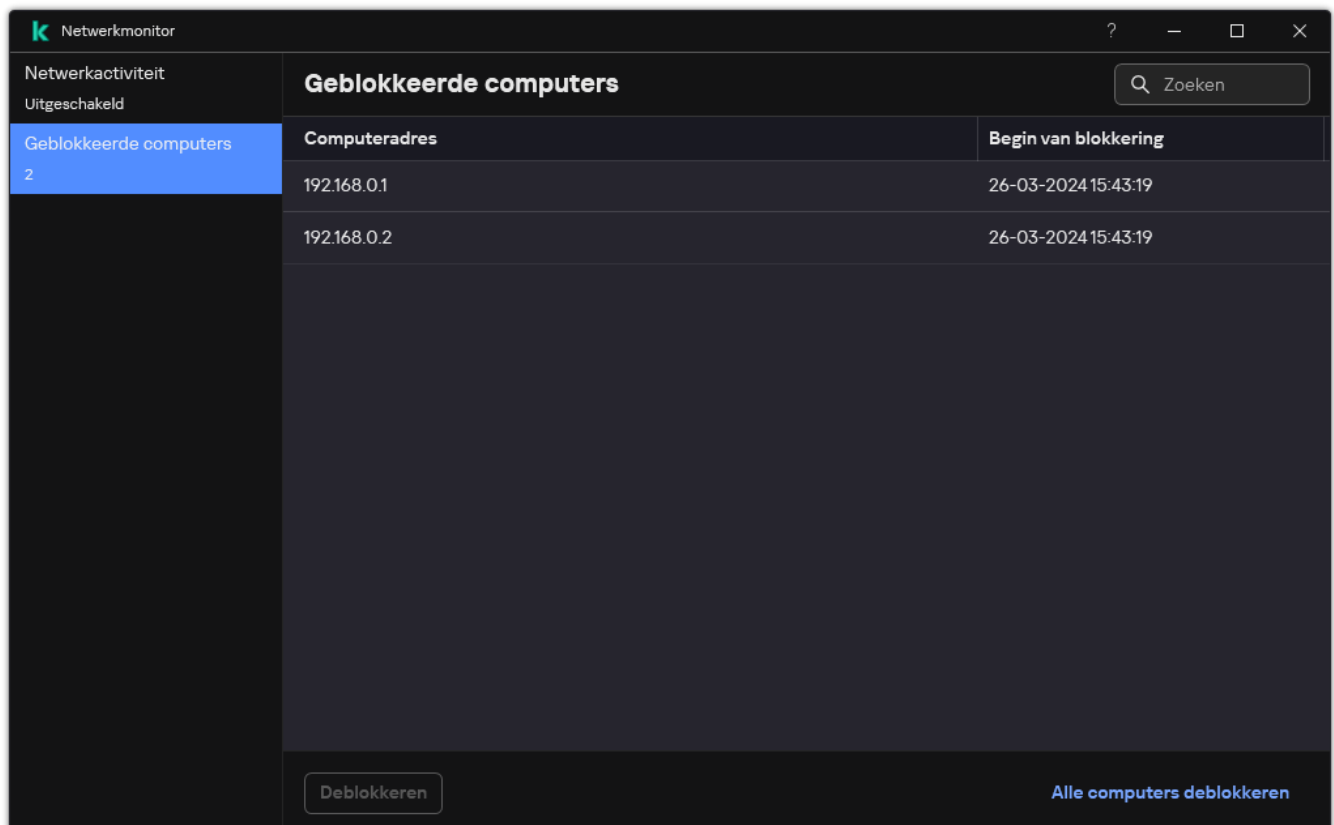 Netwerkmonitor
?
Netwerkactiviteit
Uitgeschakeld
Geblokkeerde computers
2
Geblokkeerde computers
Zoeken
Computeradres Begin van blokkering
192.168.0.1 26-03-2024 15:43:19
192.168.0.2 26-03-2024 15:43:19
Deblokkeren
Alle computers deblokkeren